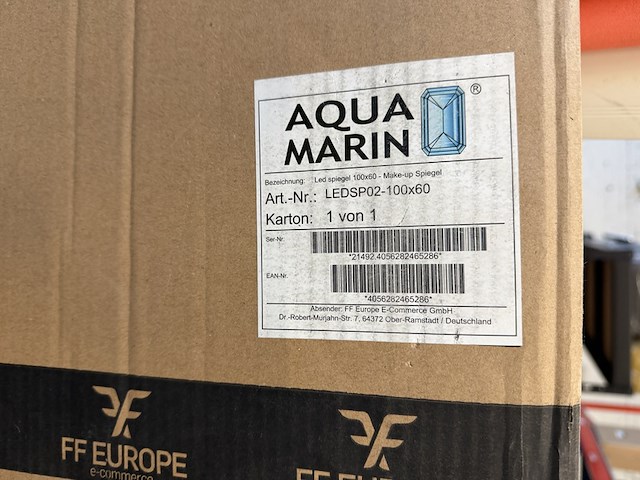 AQUA
MARIN
®
Bezeichnung: Led spiegel 100x60 - Make-up Spiegel
Art.-Nr.: LEDSP02-100x60
Karton: 1 von 1
Ser-Nr:
*21492.4056282465286*
EAN-Nr.
*4056282465286*
Absender: FF Europe E-Commerce GmbH
Dr.-Robert-Murjahn-Str. 7, 64372 Ober-Ramstadt / Deutschland
FF EUROPE
e-commerce
FF EUROPE